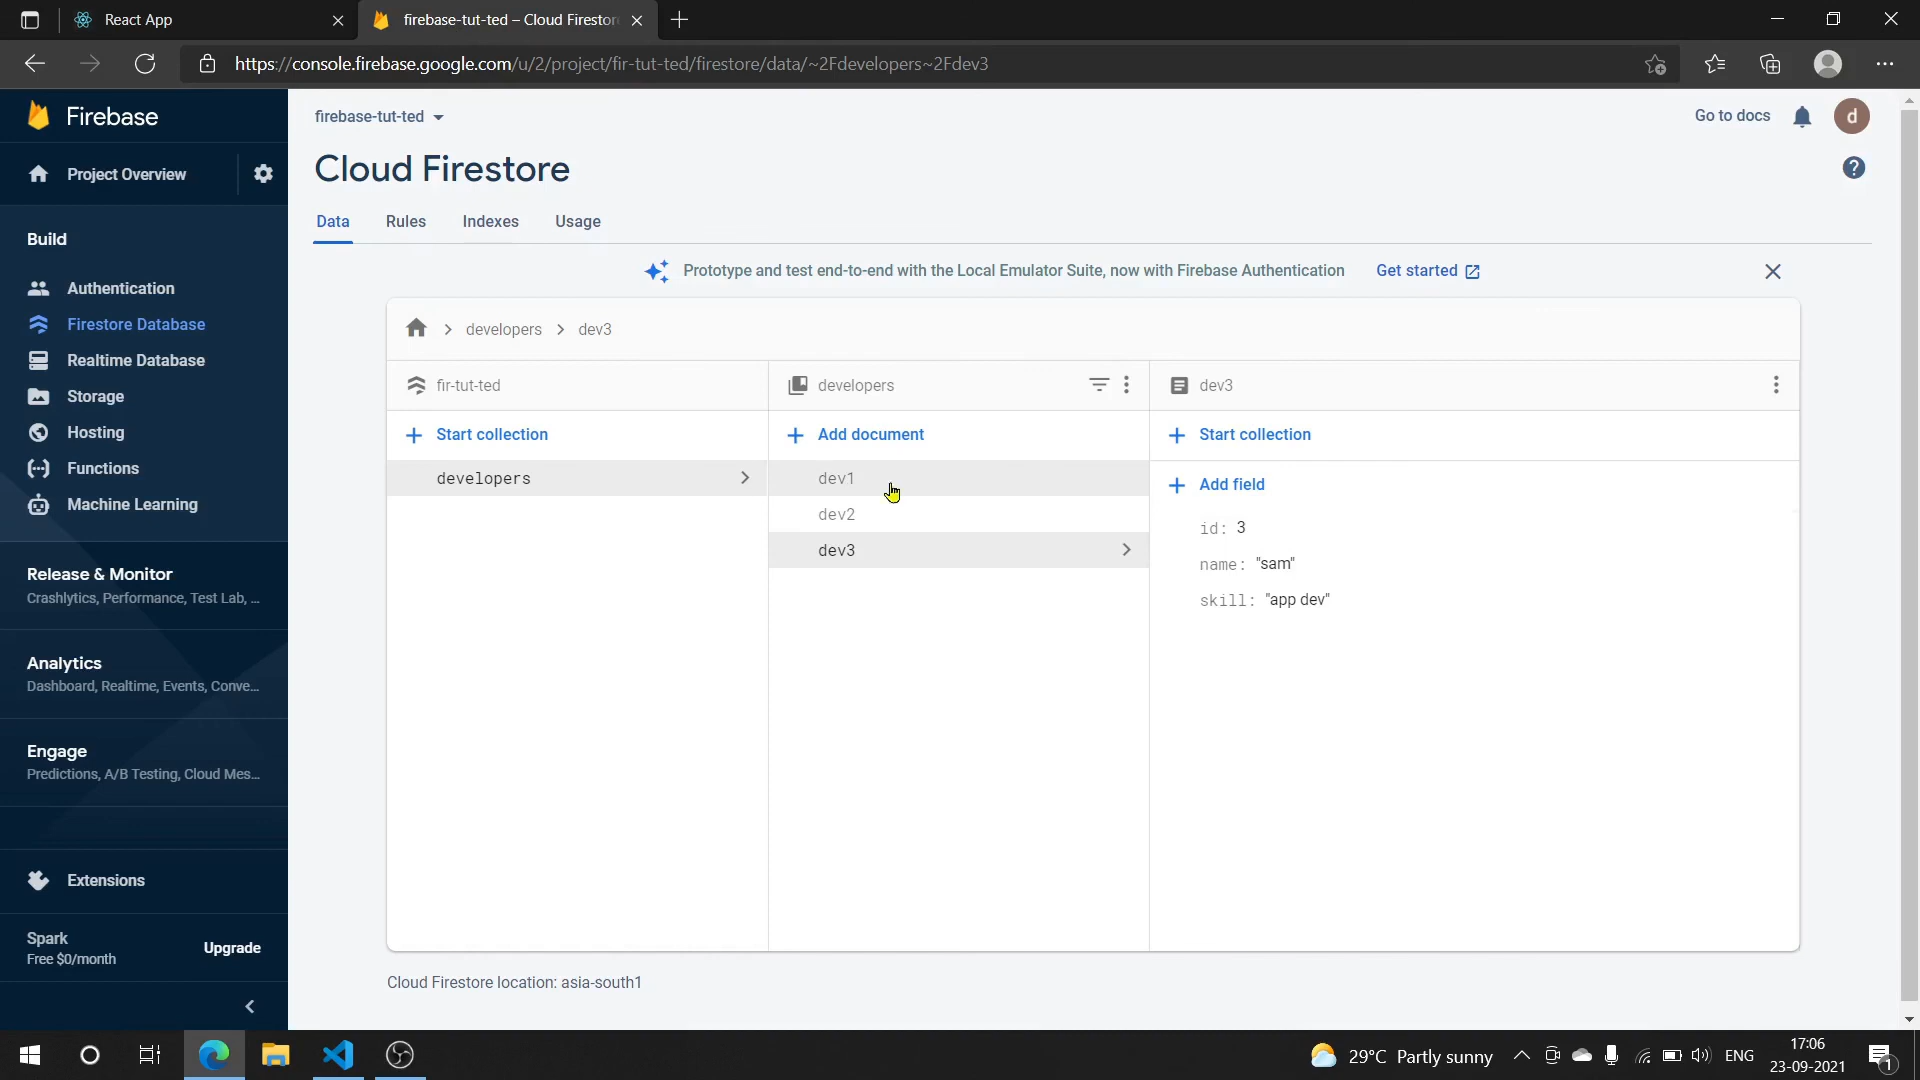 React App
firebase-tut-ted – Cloud Firestor
https://console.firebase.google.com/u/2/project/fir-tut-ted/firestore/data/~2Fdevelopers~2Fdev3
Firebase
Project Overview
Build
Authentication
Firestore Database
Realtime Database
Storage
Hosting
Functions
Machine Learning
Release & Monitor
Crashlytics, Performance, Test Lab, ...
Analytics
Dashboard, Realtime, Events, Conve...
Engage
Predictions, A/B Testing, Cloud Mes...
Extensions
Spark
Free $0/month
Upgrade
firebase-tut-ted
Go to docs
d
Cloud Firestore
?
Data Rules Indexes Usage
Prototype and test end-to-end with the Local Emulator Suite, now with Firebase Authentication Get started
developers > dev3
fir-tut-ted
Start collection
developers
developers
Add document
dev1
dev2
dev3
dev3
Start collection
Add field
id: 3
name: "sam"
skill: "app dev"
Cloud Firestore location: asia-south1
29°C Partly sunny
ENG
17:06
23-09-2021
1